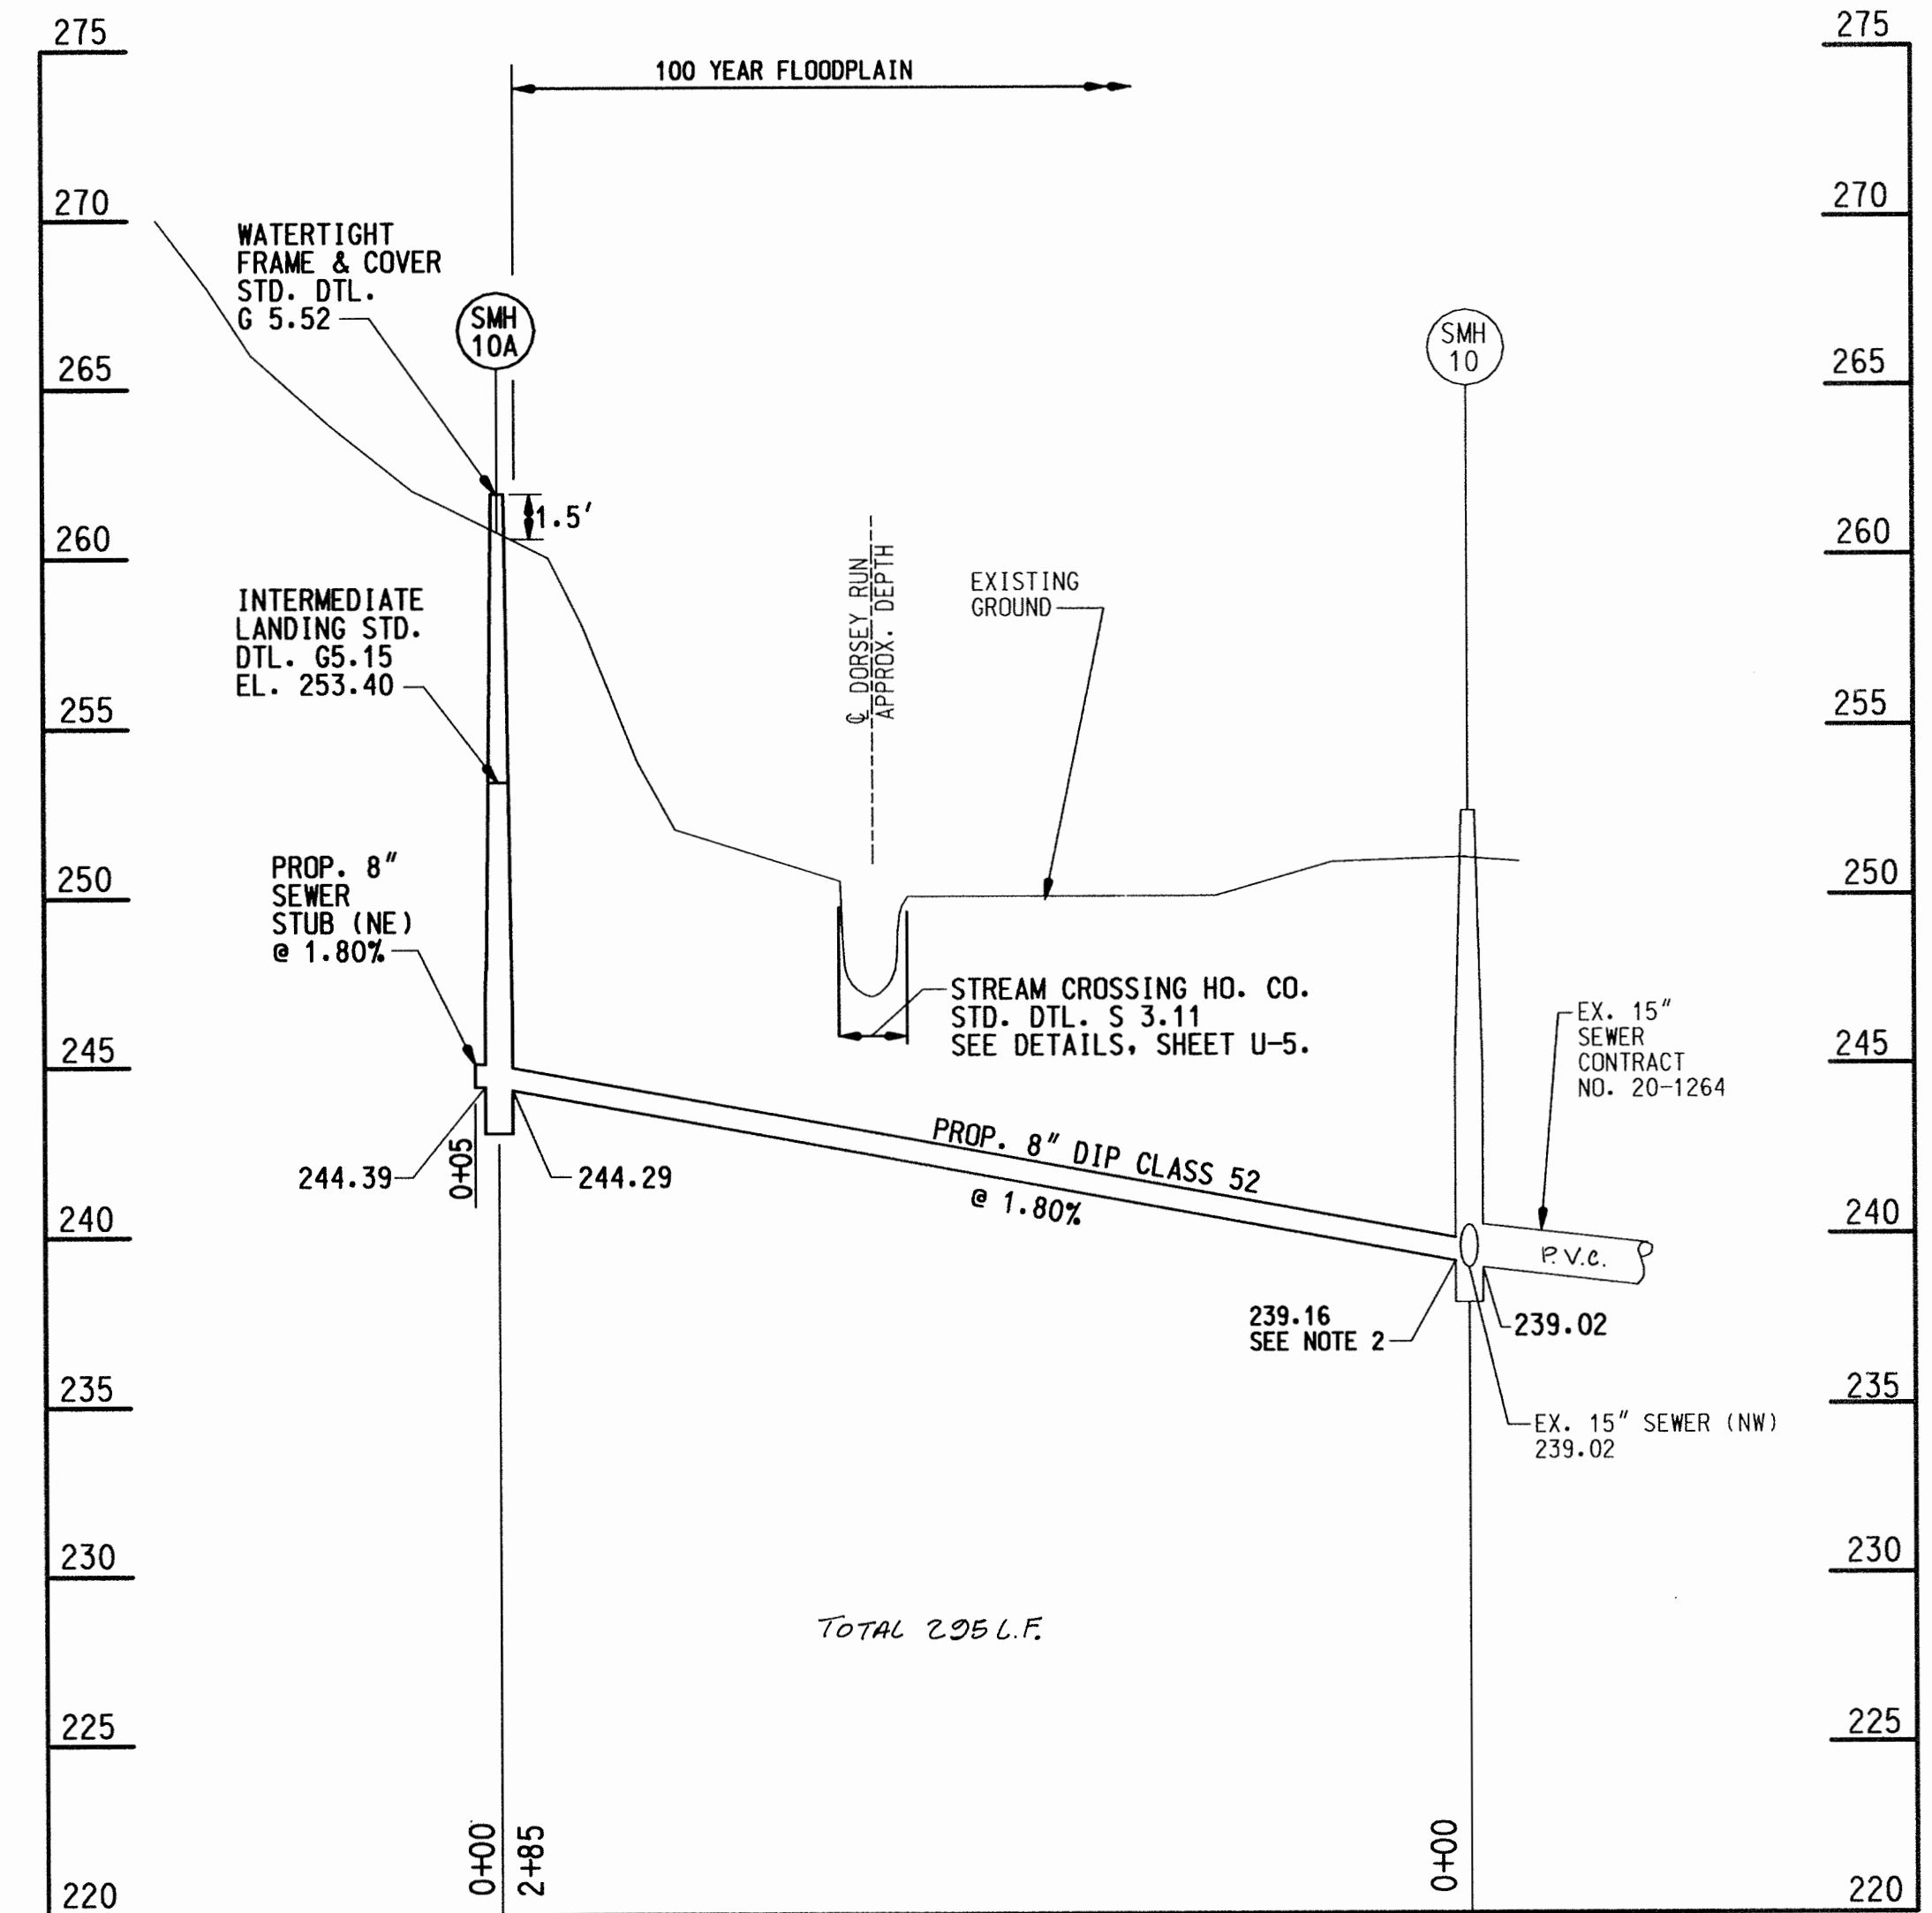 275
275
100 YEAR FLOODPLAIN
270
270
WATERTIGHT
FRAME & COVER
STD. DTL.
G 5.52
SMH
10A
SMH
10
265
265
1.5'
260
260
INTERMEDIATE
LANDING STD.
DTL. G5.15
EL. 253.40
℄ DORSEY RUN
APPROX. DEPTH
EXISTING
GROUND
255
255
PROP. 8"
SEWER
STUB (NE)
@ 1.80%
250
250
STREAM CROSSING HO. CO.
STD. DTL. S 3.11
SEE DETAILS, SHEET U-5.
EX. 15"
SEWER
CONTRACT
NO. 20-1264
245
245
244.39
0+05
244.29
PROP. 8" DIP CLASS 52
@ 1.80%
240
240
P.V.C.
239.16
SEE NOTE 2
239.02
235
235
EX. 15" SEWER (NW)
239.02
230
230
TOTAL 295 L.F.
225
225
0+00
2+85
0+00
220
220